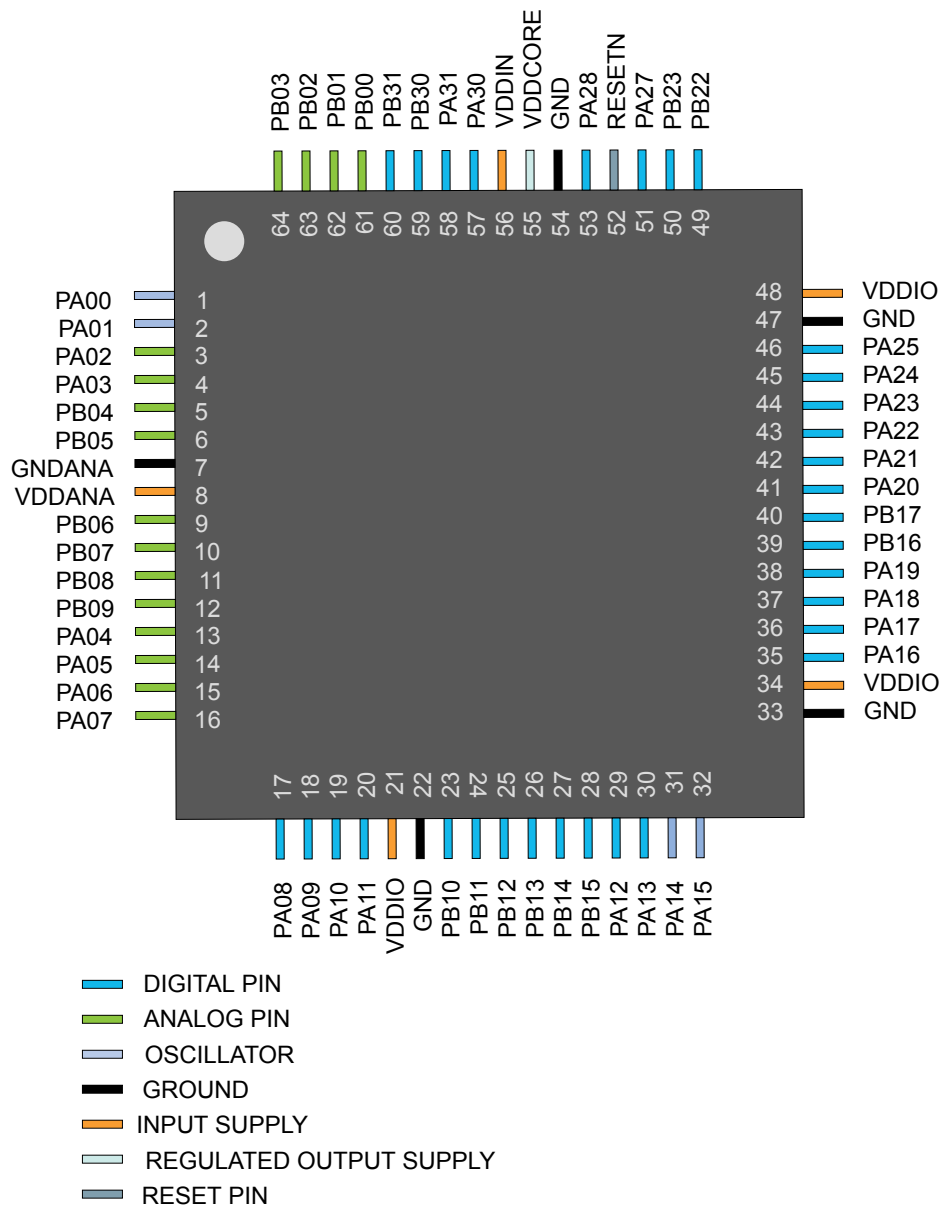 PB03
PB02
PB01
PB00
PB31
PB30
PA31
PA30
VDDIN
VDDCORE
GND
PA28
RESETN
PA27
PB23
PB22
64
63
62
61
60
59
58
57
56
55
54
53
52
51
50
49
PA00 1
PA01 2
PA02 3
PA03 4
PB04 5
PB05 6
GNDANA 7
VDDANA 8
PB06 9
PB07 10
PB08 11
PB09 12
PA04 13
PA05 14
PA06 15
PA07 16
48 VDDIO
47 GND
46 PA25
45 PA24
44 PA23
43 PA22
42 PA21
41 PA20
40 PB17
39 PB16
38 PA19
37 PA18
36 PA17
35 PA16
34 VDDIO
33 GND
17
18
19
20
21
22
23
24
25
26
27
28
29
30
31
32
PA08
PA09
PA10
PA11
VDDIO
GND
PB10
PB11
PB12
PB13
PB14
PB15
PA12
PA13
PA14
PA15
DIGITAL PIN
ANALOG PIN
OSCILLATOR
GROUND
INPUT SUPPLY
REGULATED OUTPUT SUPPLY
RESET PIN